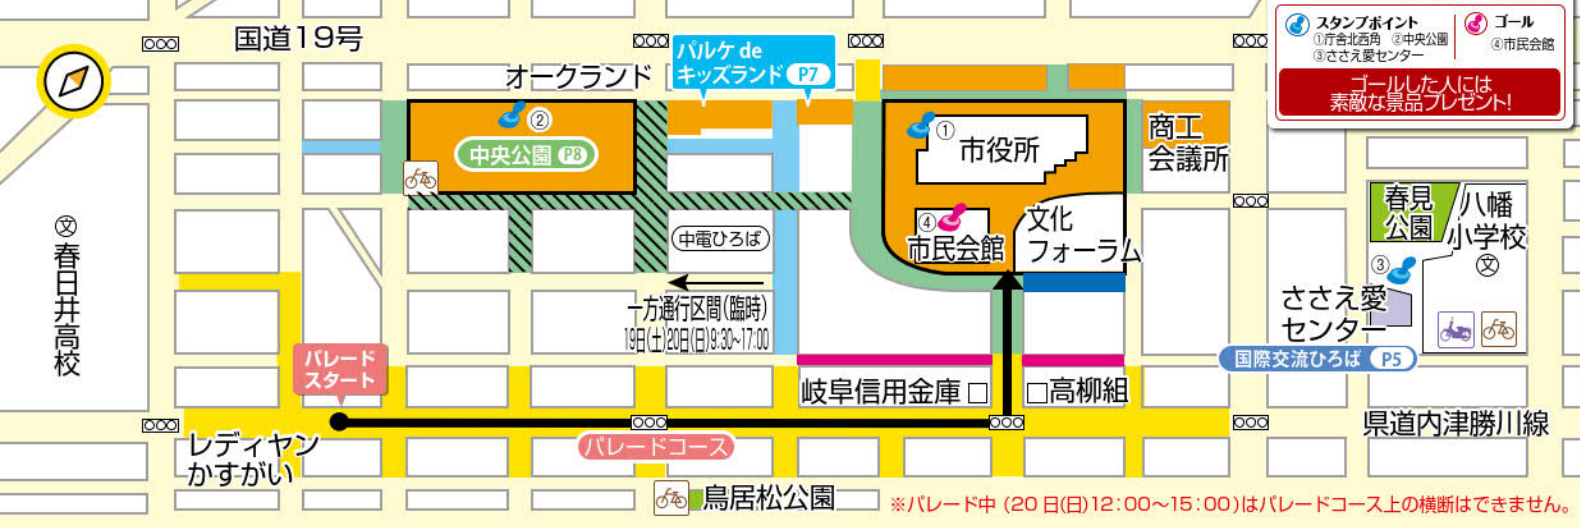 国道19号
オークランド
パルケ de
キッズランド P7
スタンプポイント
①庁舎北西角 ②中央公園
③ささえ愛センター
ゴール
④市民会館
ゴールした人には
素敵な景品プレゼント!
②
中央公園 P8
①
市役所
商工
会議所
④
市民会館
文化
フォーラム
中電ひろば
一方通行区間(臨時)
19日(土)20日(日)9:30~17:00
文
春日井高校
春見
公園
八幡
小学校
文
③
ささえ愛
センター
国際交流ひろば P5
パレード
スタート
岐阜信用金庫
高柳組
レディヤン
かすがい
パレードコース
県道内津勝川線
鳥居松公園
※パレード中 (20日(日)12:00~15:00)はパレードコース上の横断はできません。